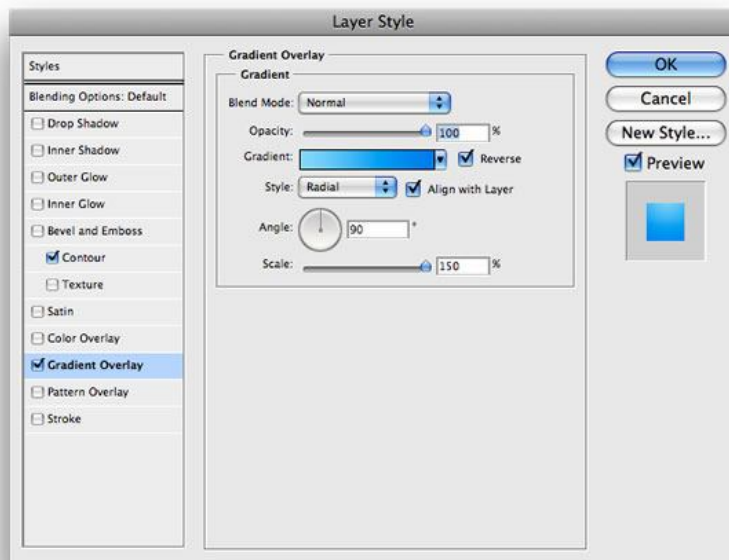 Layer Style
Styles
Blending Options: Default
Drop Shadow
Inner Shadow
Outer Glow
Inner Glow
Bevel and Emboss
Contour
Texture
Satin
Color Overlay
Gradient Overlay
Pattern Overlay
Stroke
Gradient Overlay
Gradient
Blend Mode: Normal
Opacity: 100 %
Gradient: Reverse
Style: Radial Align with Layer
Angle: 90 °
Scale: 150 %
OK
Cancel
New Style...
Preview